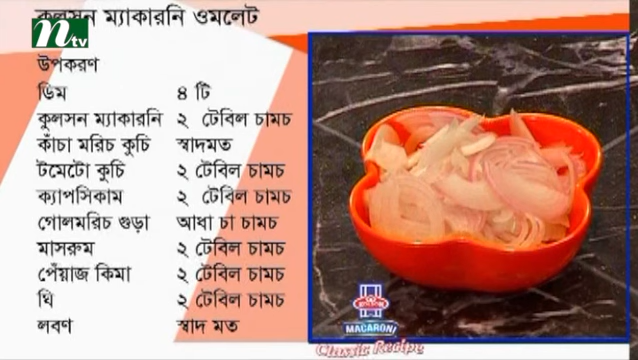 কুলসন ম্যাকারনি ওমলেট
ntv
উপকরণ
ডিম ৪ টি
কুলসন ম্যাকারনি ২ টেবিল চামচ
কাঁচা মরিচ কুচি স্বাদমত
টমেটো কুচি ২ টেবিল চামচ
ক্যাপসিকাম ২ টেবিল চামচ
গোলমরিচ গুড়া আধা চা চামচ
মাসরুম ২ টেবিল চামচ
পেঁয়াজ কিমা ২ টেবিল চামচ
ঘি ২ টেবিল চামচ
লবণ স্বাদ মত
MACARONI
Classic Recipe